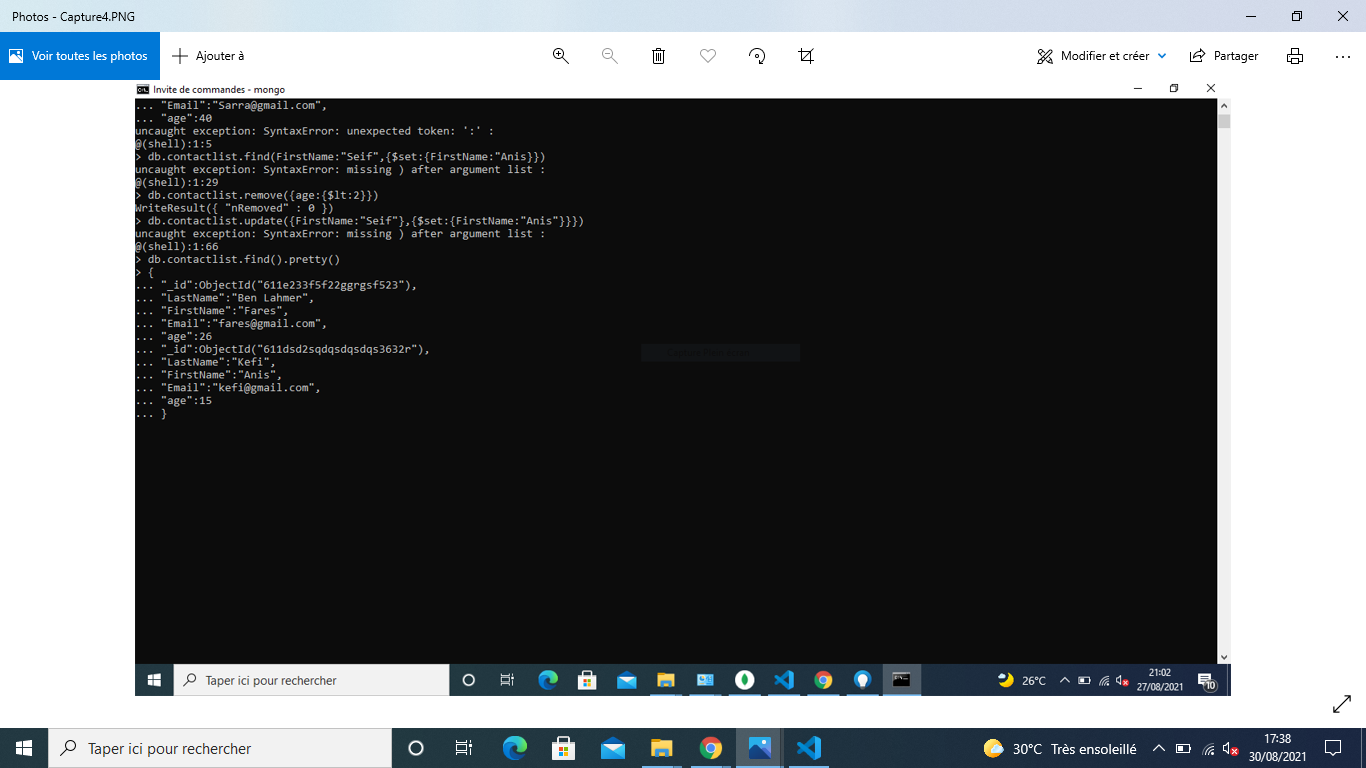 Photos - Capture4.PNG
Voir toutes les photos
Ajouter à
Modifier et créer
Partager
Invite de commandes - mongo
... "Email":"Sarra@gmail.com",
... "age":40
uncaught exception: SyntaxError: unexpected token: ':' :
@(shell):1:5
> db.contactlist.find(FirstName:"Seif",{$set:{FirstName:"Anis}})
uncaught exception: SyntaxError: missing ) after argument list :
@(shell):1:29
> db.contactlist.remove({age:{$lt:2}})
WriteResult({ "nRemoved" : 0 })
> db.contactlist.update({FirstName:"Seif"},{$set:{FirstName:"Anis"}}})
uncaught exception: SyntaxError: missing ) after argument list :
@(shell):1:66
> db.contactlist.find().pretty()
> {
... "_id":ObjectId("611e233f5f22ggrgsf523"),
... "LastName":"Ben Lahmer",
... "FirstName":"Fares",
... "Email":"fares@gmail.com",
... "age":26
... "_id":ObjectId("611dsd2sqdqsdqsdqs3632r"),
... "LastName":"Kefi",
... "FirstName":"Anis",
... "Email":"kefi@gmail.com",
... "age":15
... }
Taper ici pour rechercher
26°C
21:02
27/08/2021
10
Taper ici pour rechercher
30°C Très ensoleillé
17:38
30/08/2021